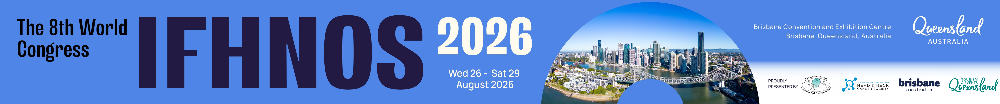 The 8th World
Congress
IFHNOS
2026
Wed 26 - Sat 29
August 2026
Brisbane Convention and Exhibition Centre
Brisbane, Queensland, Australia
Queensland
AUSTRALIA
PROUDLY
PRESENTED BY
International Federation
of Head and Neck Oncologic Societies
AUSTRALIAN AND NEW ZEALAND
HEAD & NECK
CANCER SOCIETY
brisbane
australia
TOURISM
& EVENTS
Queensland